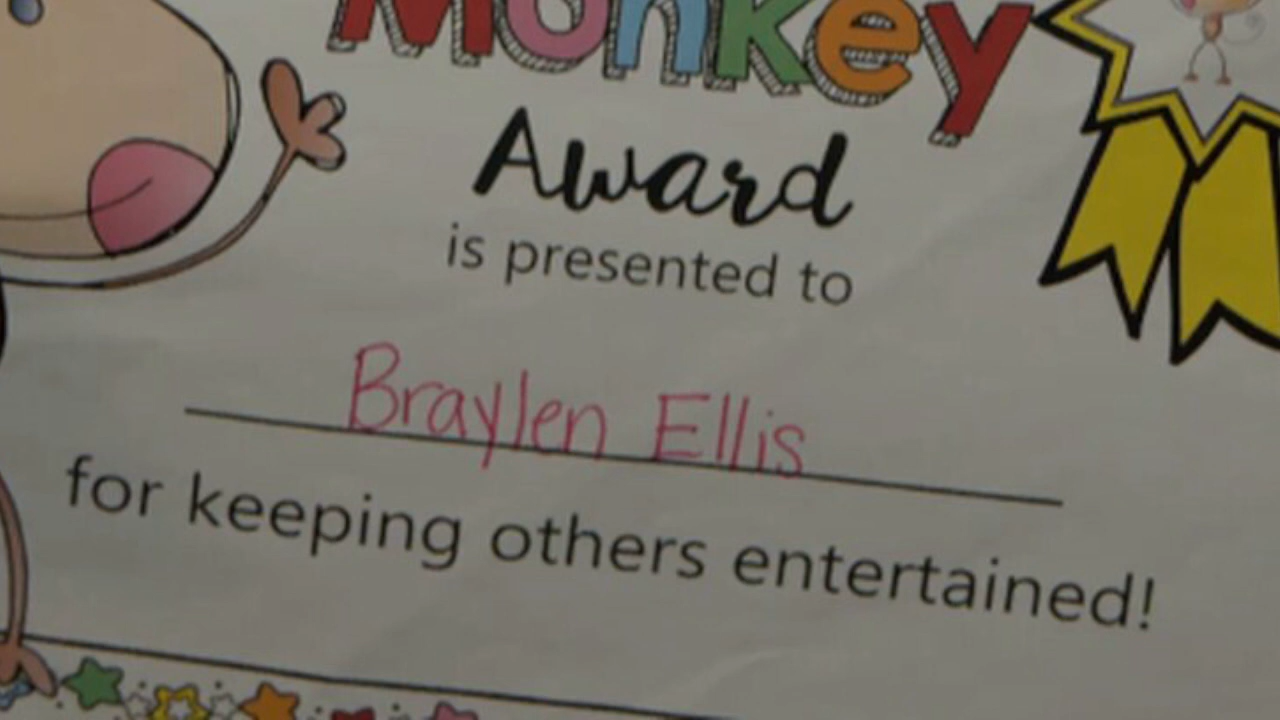 Monkey
Award
is presented to
Braylen Ellis
for keeping others entertained!